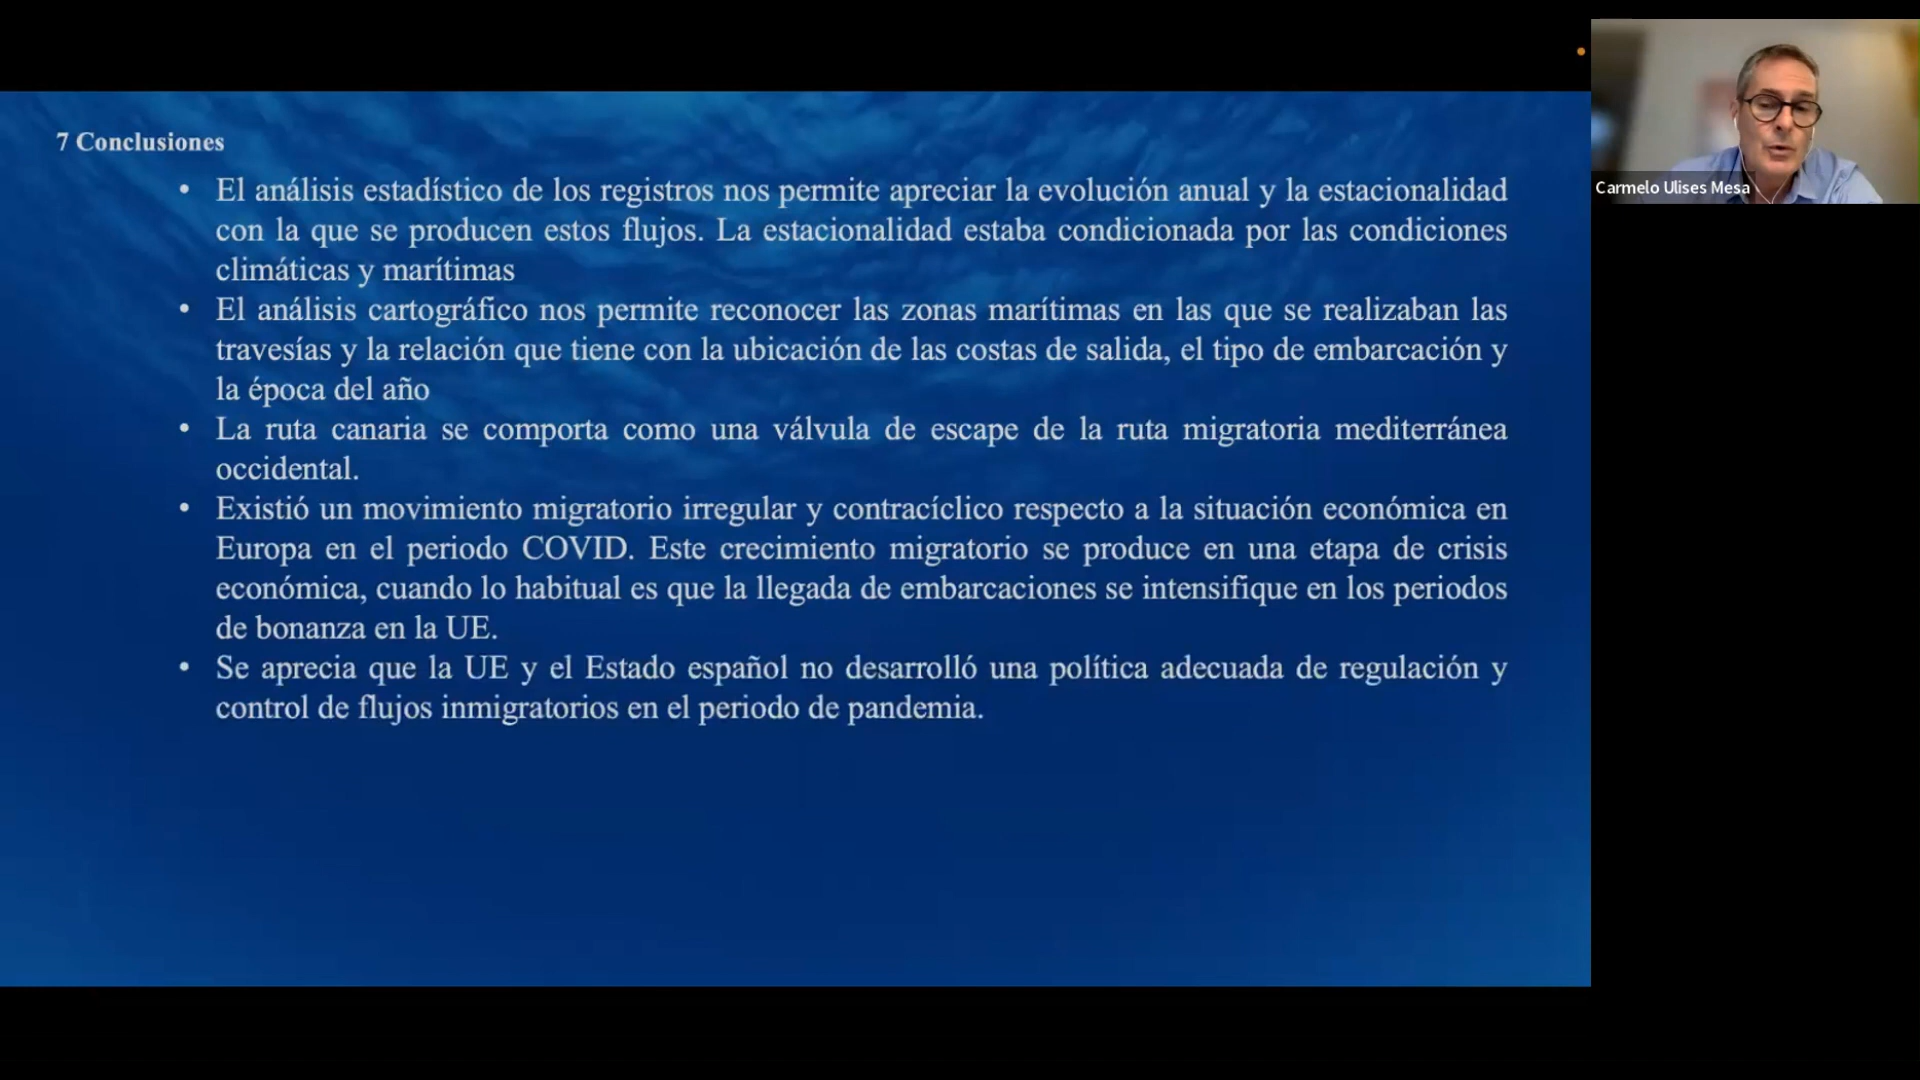 7 Conclusiones
• El análisis estadístico de los registros nos permite apreciar la evolución anual y la estacionalidad
con la que se producen estos flujos. La estacionalidad estaba condicionada por las condiciones
climáticas y marítimas
• El análisis cartográfico nos permite reconocer las zonas marítimas en las que se realizaban las
travesías y la relación que tiene con la ubicación de las costas de salida, el tipo de embarcación y
la época del año
• La ruta canaria se comporta como una válvula de escape de la ruta migratoria mediterránea
occidental.
• Existió un movimiento migratorio irregular y contracíclico respecto a la situación económica en
Europa en el periodo COVID. Este crecimiento migratorio se produce en una etapa de crisis
económica, cuando lo habitual es que la llegada de embarcaciones se intensifique en los periodos
de bonanza en la UE.
• Se aprecia que la UE y el Estado español no desarrolló una política adecuada de regulación y
control de flujos inmigratorios en el periodo de pandemia.
Carmelo Ulises Mesa